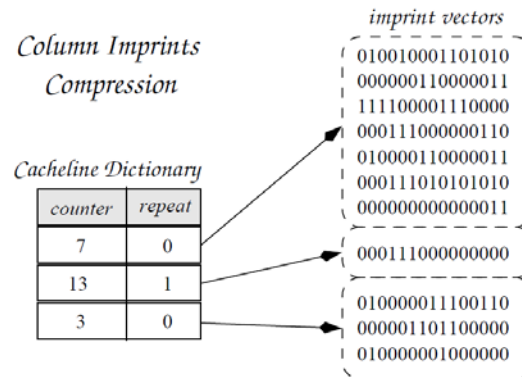 Column Imprints
Compression
Cacheline Dictionary
counter repeat
7 0
13 1
3 0
imprint vectors
010010001101010
000000110000011
111100001110000
000111000000110
010000110000011
000111010101010
000000000000011
000111000000000
010000011100110
000001101100000
010000001000000